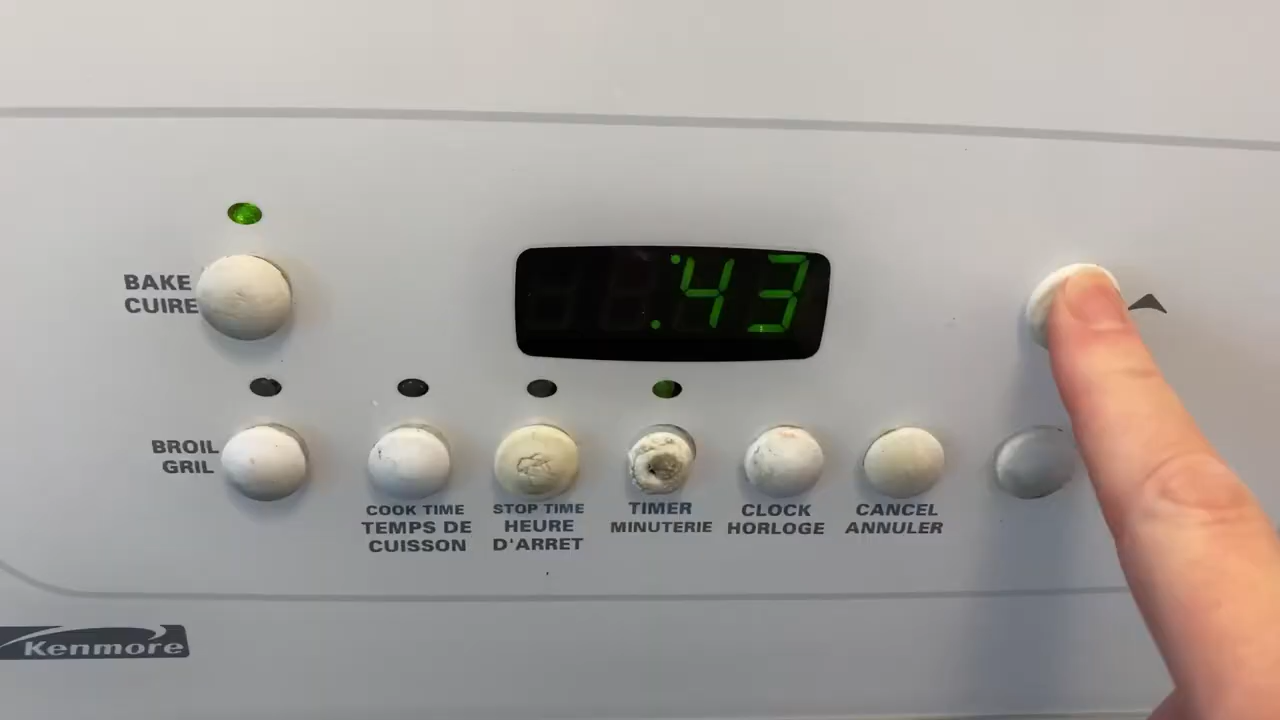 :43
BAKE
CUIRE
BROIL
GRIL
COOK TIME
TEMPS DE
CUISSON
STOP TIME
HEURE
D'ARRET
TIMER
MINUTERIE
CLOCK
HORLOGE
CANCEL
ANNULER
Kenmore